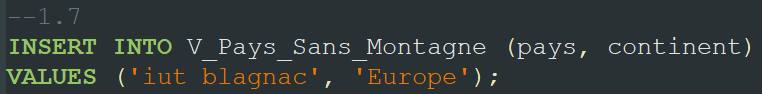 --1.7
INSERT INTO V_Pays_Sans_Montagne (pays, continent)
VALUES ('iut blagnac', 'Europe');